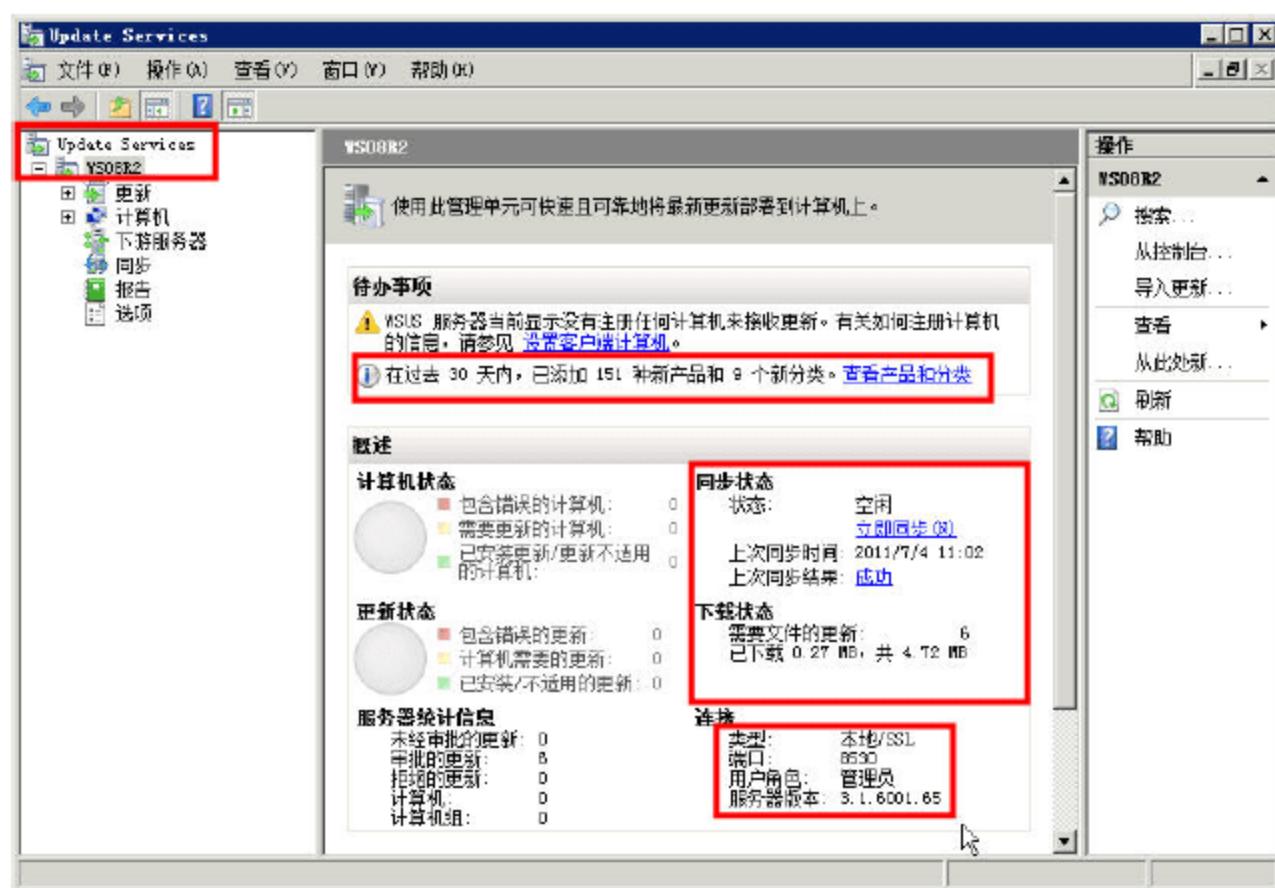 Update Services
文件(F) 操作(A) 查看(V) 窗口(W) 帮助(H)
Update Services
WS08R2
更新
计算机
下游服务器
同步
报告
选项
WS08R2
使用此管理单元可快速且可靠地将最新更新部署到计算机上。
待办事项
WSUS 服务器当前显示没有注册任何计算机来接收更新。有关如何注册计算机
的信息，请参见 设置客户端计算机。
在过去 30 天内，已添加 151 种新产品和 9 个新分类。查看产品和分类
概述
计算机状态
包含错误的计算机: 0
需要更新的计算机: 0
已安装更新/更新不适用
的计算机: 0
同步状态
状态: 空闲
立即同步(N)
上次同步时间: 2011/7/4 11:02
上次同步结果: 成功
更新状态
包含错误的更新: 0
计算机需要的更新: 0
已安装/不适用的更新: 0
下载状态
需要文件的更新: 6
已下载 0.27 MB，共 4.72 MB
服务器统计信息
未经审批的更新: 0
审批的更新: 6
拒绝的更新: 0
计算机: 0
计算机组: 0
连接
类型: 本地/SSL
端口: 8530
用户角色: 管理员
服务器版本: 3.1.6001.65
操作
WS08R2
搜索...
从控制台...
导入更新...
查看
从此处新...
刷新
帮助